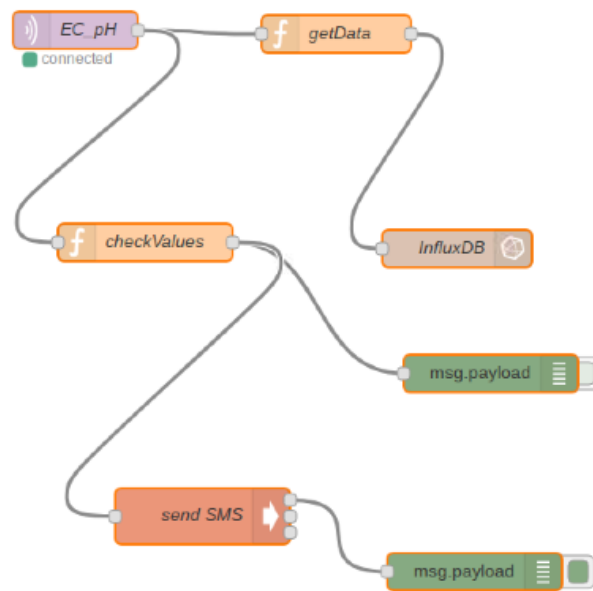 EC_pH
getData
connected
checkValues
InfluxDB
msg.payload
send SMS
msg.payload